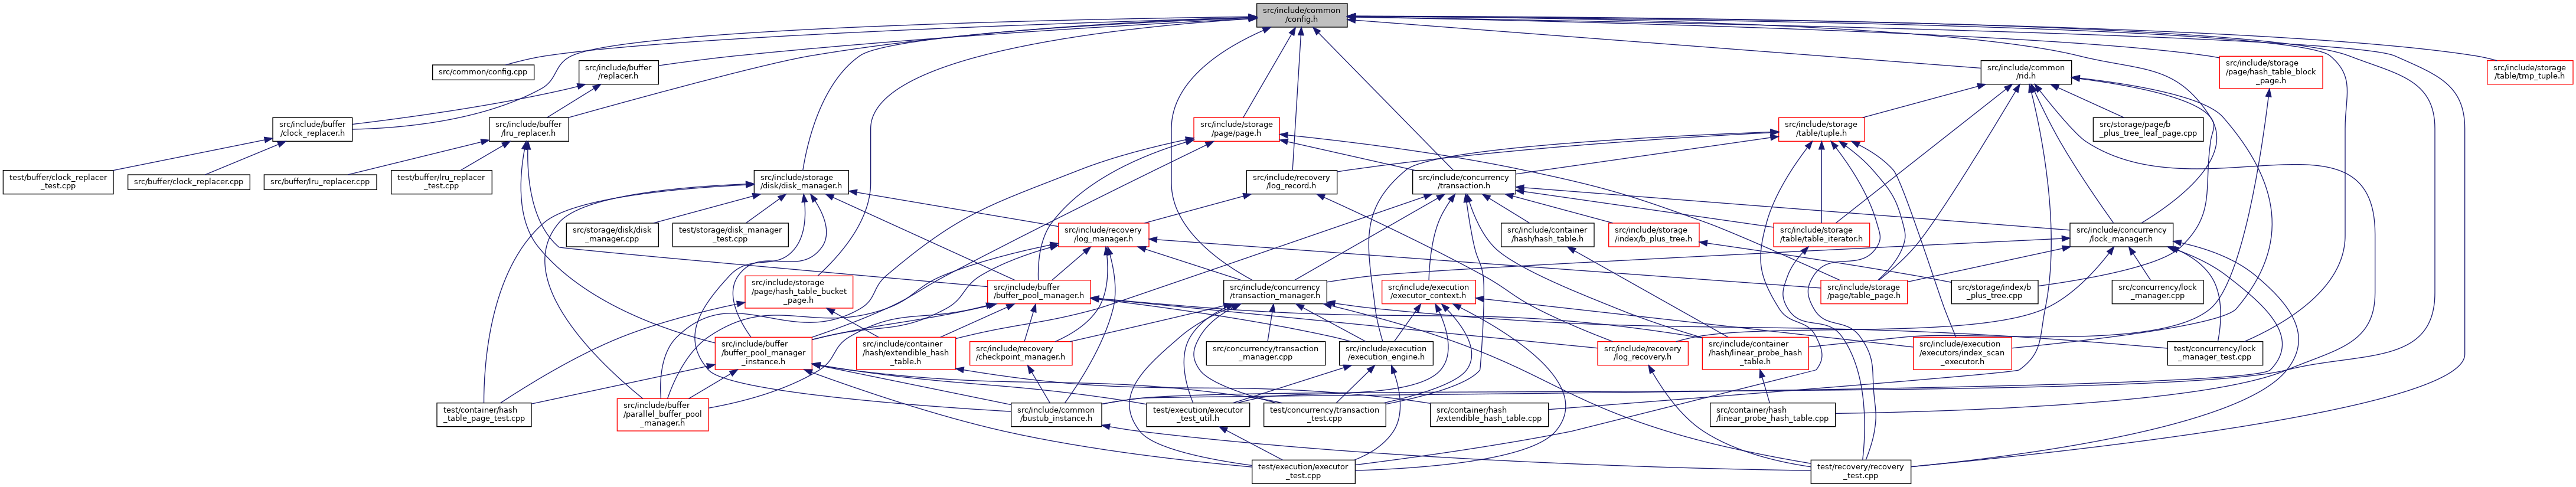 src/include/common
/config.h
src/common/config.cpp
src/include/buffer
/replacer.h
src/include/common
/rid.h
src/include/storage
/page/hash_table_block
_page.h
src/include/storage
/table/tmp_tuple.h
src/include/buffer
/clock_replacer.h
src/include/buffer
/lru_replacer.h
src/include/storage
/page/page.h
src/include/storage
/table/tuple.h
src/storage/page/b
_plus_tree_leaf_page.cpp
test/buffer/clock_replacer
_test.cpp
src/buffer/clock_replacer.cpp
src/buffer/lru_replacer.cpp
test/buffer/lru_replacer
_test.cpp
src/include/storage
/disk/disk_manager.h
src/include/recovery
/log_record.h
src/include/concurrency
/transaction.h
src/storage/disk/disk
_manager.cpp
test/storage/disk_manager
_test.cpp
src/include/recovery
/log_manager.h
src/include/container
/hash/hash_table.h
src/include/storage
/index/b_plus_tree.h
src/include/storage
/table/table_iterator.h
src/include/concurrency
/lock_manager.h
src/include/storage
/page/hash_table_bucket
_page.h
src/include/buffer
/buffer_pool_manager.h
src/include/concurrency
/transaction_manager.h
src/include/execution
/executor_context.h
src/include/storage
/page/table_page.h
src/storage/index/b
_plus_tree.cpp
src/concurrency/lock
_manager.cpp
src/include/buffer
/buffer_pool_manager
_instance.h
src/include/container
/hash/extendible_hash
_table.h
src/include/recovery
/checkpoint_manager.h
src/concurrency/transaction
_manager.cpp
src/include/execution
/execution_engine.h
src/include/recovery
/log_recovery.h
src/include/container
/hash/linear_probe_hash
_table.h
src/include/execution
/executors/index_scan
_executor.h
test/concurrency/lock
_manager_test.cpp
test/container/hash
_table_page_test.cpp
src/include/buffer
/parallel_buffer_pool
_manager.h
src/include/common
/bustub_instance.h
test/execution/executor
_test_util.h
test/concurrency/transaction
_test.cpp
src/container/hash
/extendible_hash_table.cpp
src/container/hash
/linear_probe_hash_table.cpp
test/execution/executor
_test.cpp
test/recovery/recovery
_test.cpp